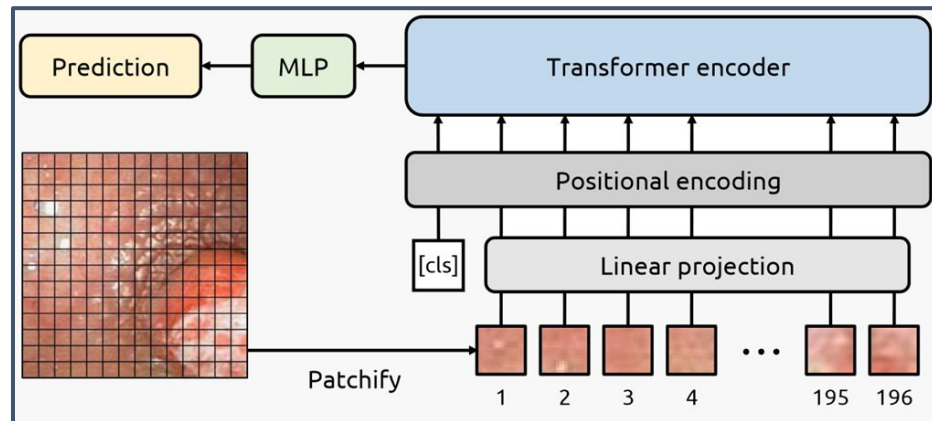 Prediction
MLP
Transformer encoder
Positional encoding
[cls]
Linear projection
Patchify
...
1 2 3 4 195 196